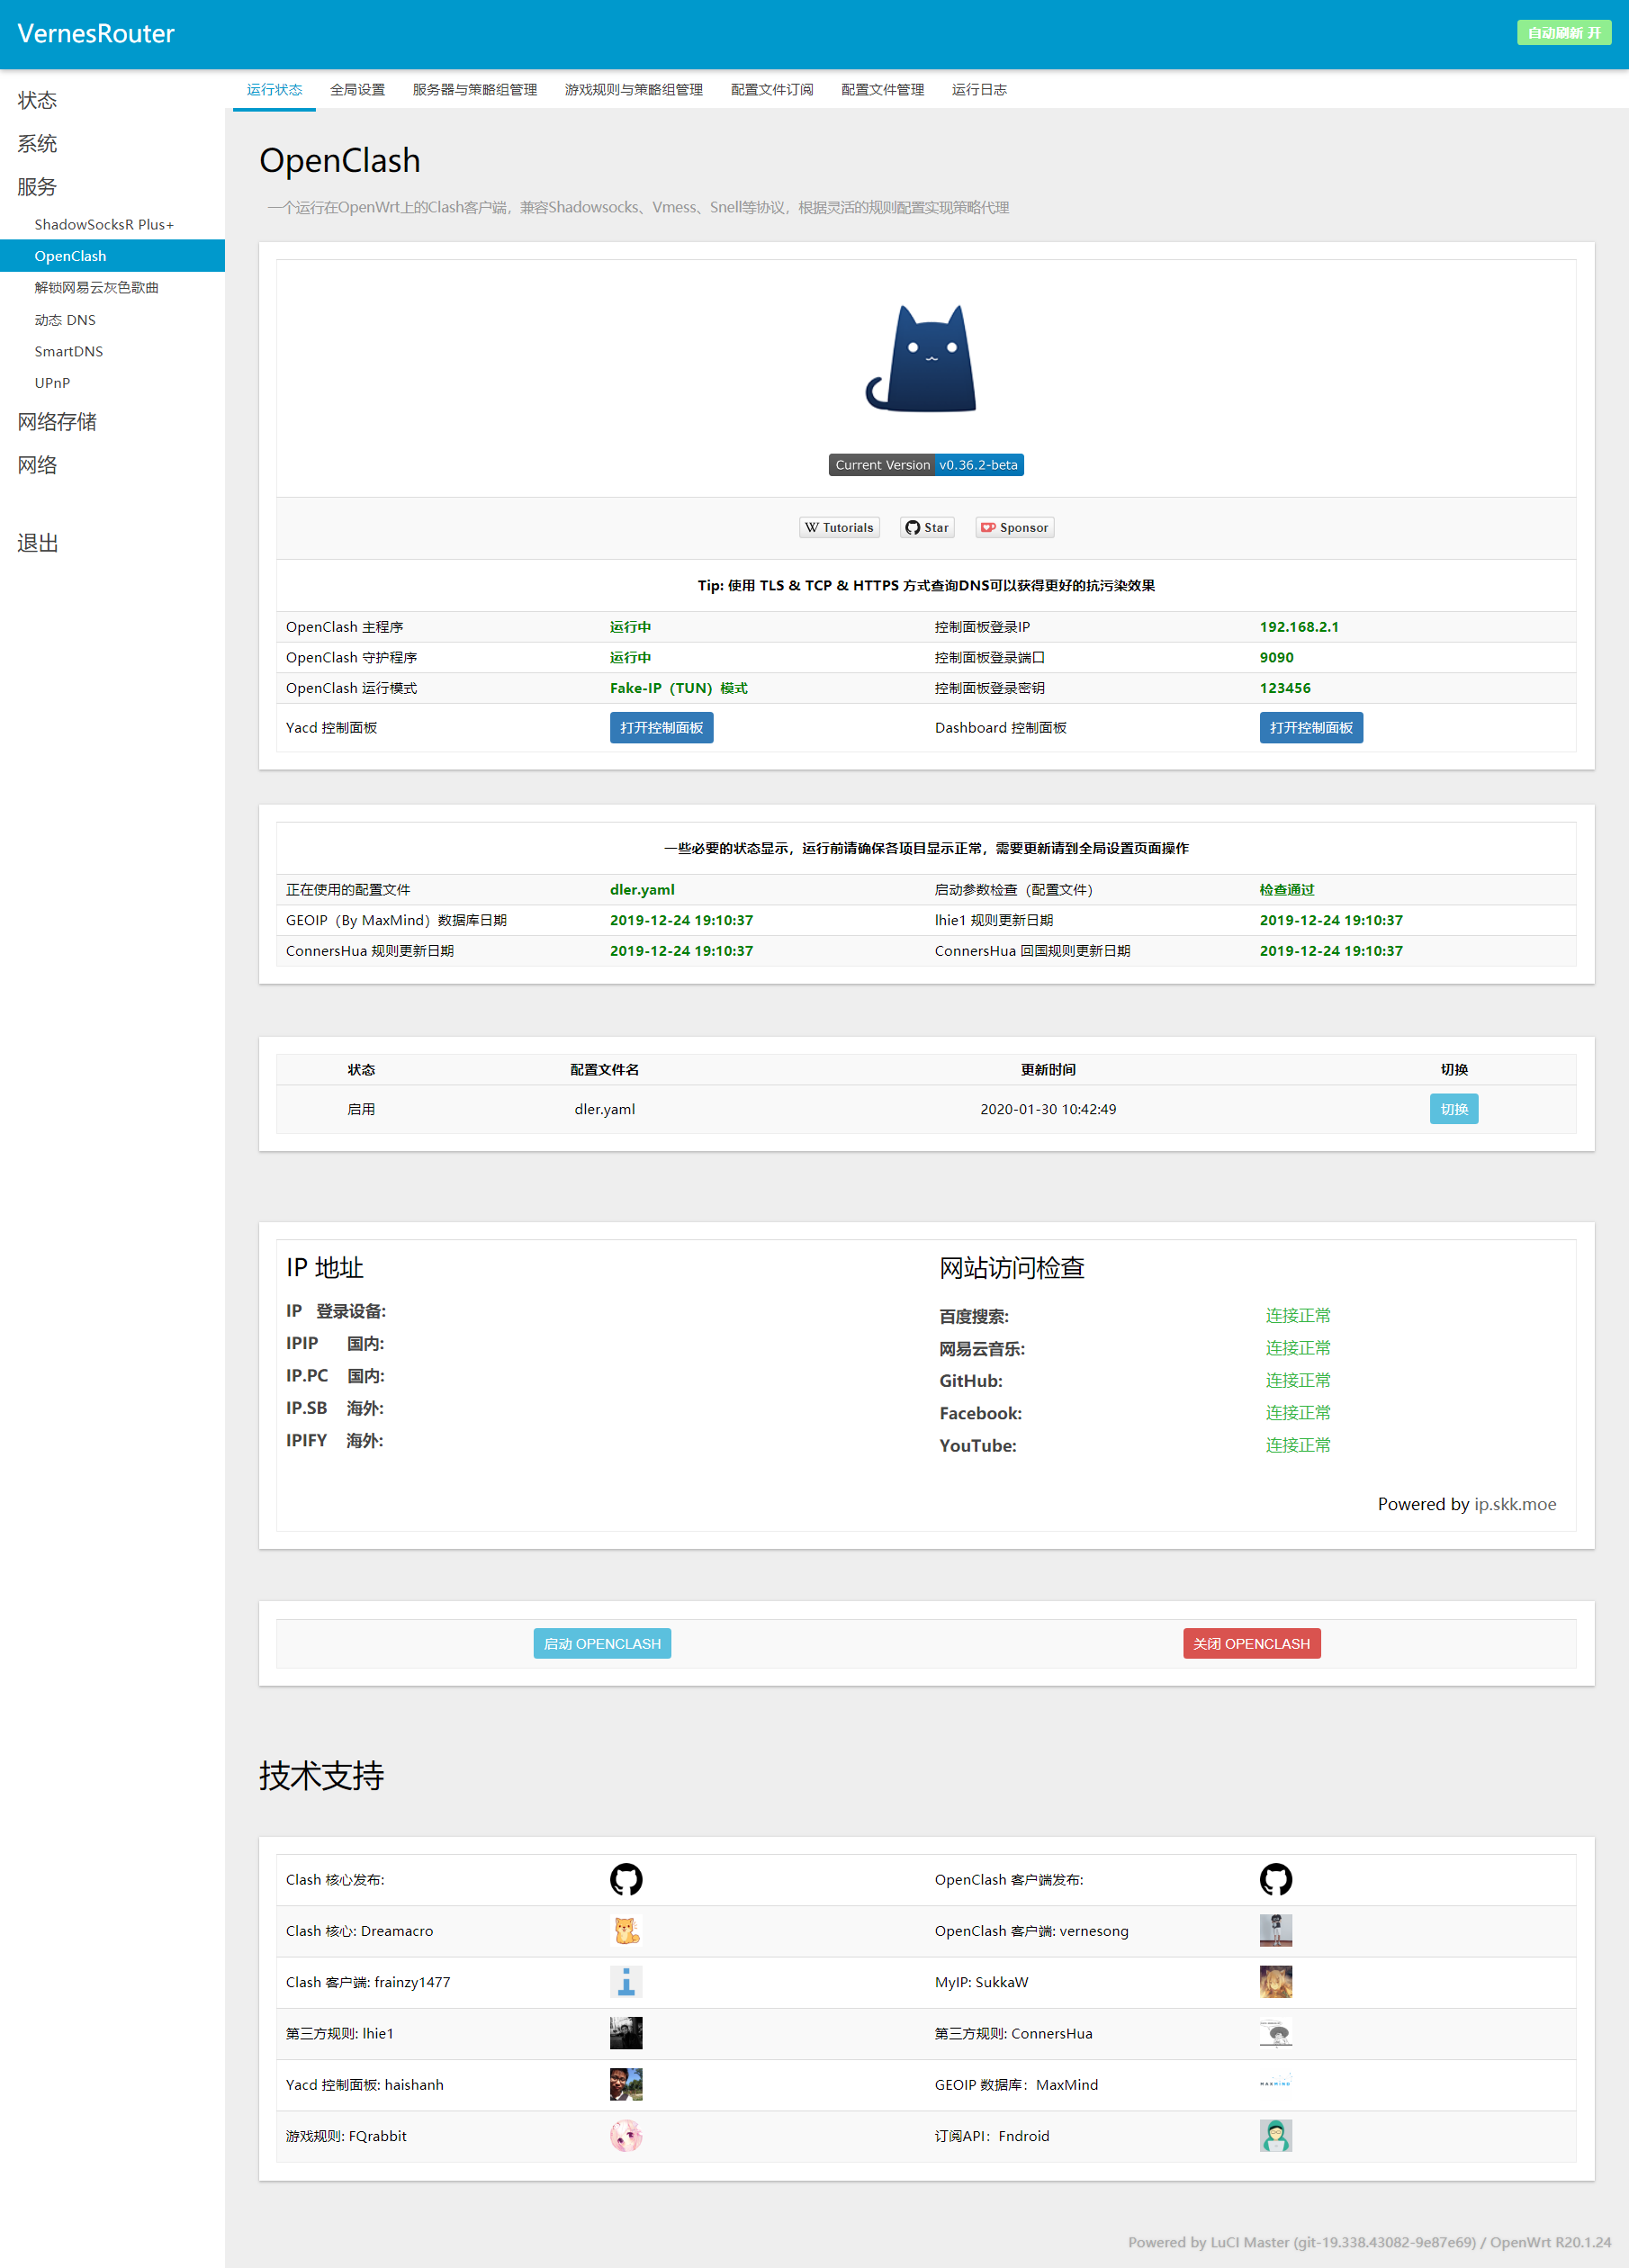 VernesRouter
自动刷新 开
状态
系统
服务
ShadowSocksR Plus+
OpenClash
解锁网易云灰色歌曲
动态 DNS
SmartDNS
UPnP
网络存储
网络
退出
运行状态 全局设置 服务器与策略组管理 游戏规则与策略组管理 配置文件订阅 配置文件管理 运行日志
OpenClash
一个运行在OpenWrt上的Clash客户端，兼容Shadowsocks、Vmess、Snell等协议，根据灵活的规则配置实现策略代理
Current Version v0.36.2-beta
W Tutorials Star Sponsor
Tip: 使用 TLS & TCP & HTTPS 方式查询DNS可以获得更好的抗污染效果
OpenClash 主程序 运行中 控制面板登录IP 192.168.2.1
OpenClash 守护程序 运行中 控制面板登录端口 9090
OpenClash 运行模式 Fake-IP（TUN）模式 控制面板登录密钥 123456
Yacd 控制面板 打开控制面板 Dashboard 控制面板 打开控制面板
一些必要的状态显示，运行前请确保各项目显示正常，需要更新请到全局设置页面操作
正在使用的配置文件 dler.yaml 启动参数检查（配置文件） 检查通过
GEOIP（By MaxMind）数据库日期 2019-12-24 19:10:37 lhie1 规则更新日期 2019-12-24 19:10:37
ConnersHua 规则更新日期 2019-12-24 19:10:37 ConnersHua 回国规则更新日期 2019-12-24 19:10:37
状态 配置文件名 更新时间 切换
启用 dler.yaml 2020-01-30 10:42:49 切换
IP 地址
IP 登录设备:
IPIP 国内:
IP.PC 国内:
IP.SB 海外:
IPIFY 海外:
网站访问检查
百度搜索: 连接正常
网易云音乐: 连接正常
GitHub: 连接正常
Facebook: 连接正常
YouTube: 连接正常
Powered by ip.skk.moe
启动 OPENCLASH 关闭 OPENCLASH
技术支持
Clash 核心发布: OpenClash 客户端发布:
Clash 核心: Dreamacro OpenClash 客户端: vernesong
Clash 客户端: frainzy1477 MyIP: SukkaW
第三方规则: lhie1 第三方规则: ConnersHua
Yacd 控制面板: haishanh GEOIP 数据库：MaxMind
MAXMIND
游戏规则: FQrabbit 订阅API：Fndroid
Powered by LuCI Master (git-19.338.43082-9e87e69) / OpenWrt R20.1.24